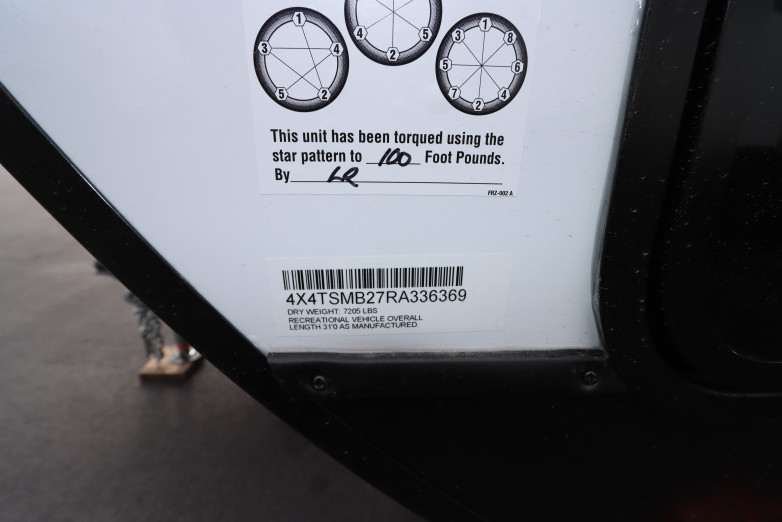 1
3 4
5 2
4 5
2
1
3 8
5 6
7 4
2
This unit has been torqued using the
star pattern to 100 Foot Pounds.
By LR
FRZ-002 A
4X4TSMB27RA336369
DRY WEIGHT: 7205 LBS
RECREATIONAL VEHICLE OVERALL
LENGTH 31'0 AS MANUFACTURED.